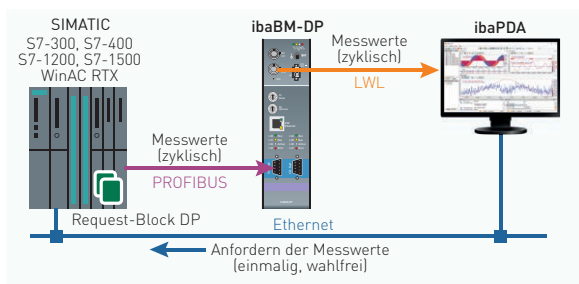 SIMATIC
S7-300, S7-400
S7-1200, S7-1500
WinAC RTX
ibaBM-DP
ibaPDA
Messwerte
(zyklisch)
LWL
Messwerte
(zyklisch)
PROFIBUS
Request-Block DP
Ethernet
Anfordern der Messwerte
(einmalig, wahlfrei)